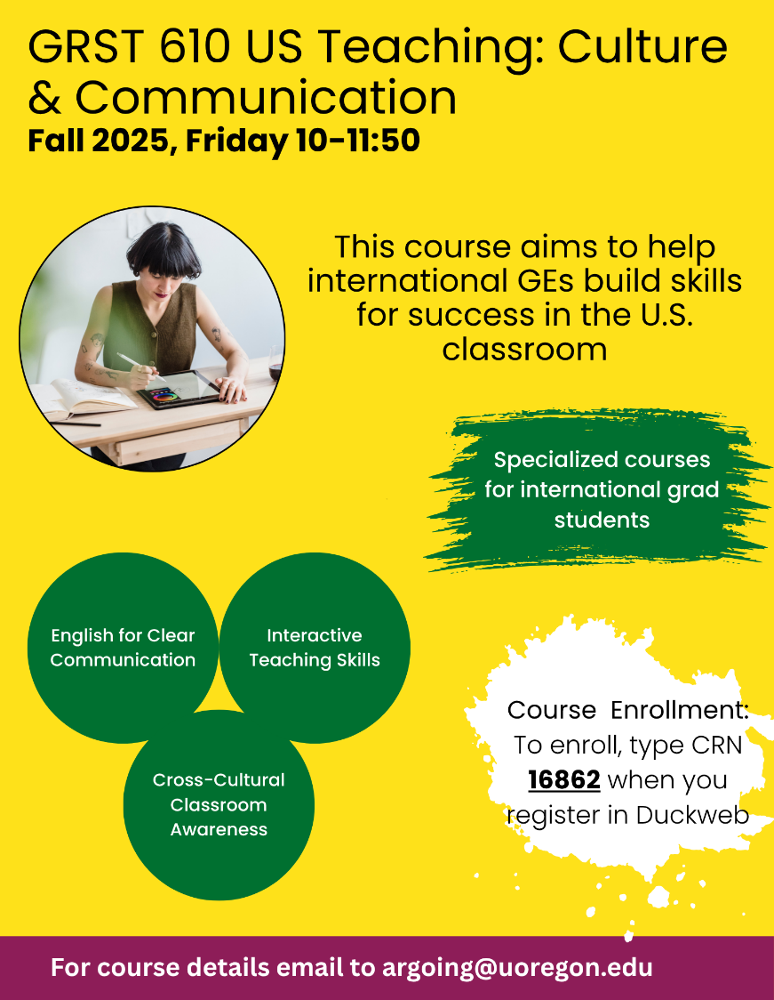 GRST 610 US Teaching: Culture
& Communication
Fall 2025, Friday 10-11:50
This course aims to help
international GEs build skills
for success in the U.S.
classroom
Specialized courses
for international grad
students
English for Clear
Communication
Interactive
Teaching Skills
Cross-Cultural
Classroom
Awareness
Course Enrollment:
To enroll, type CRN
16862 when you
register in Duckweb
For course details email to argoing@uoregon.edu